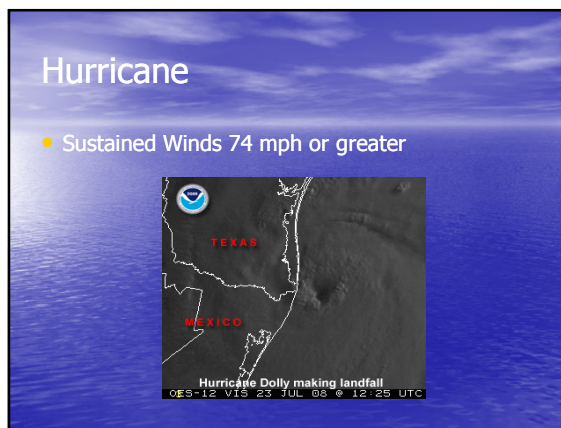 Hurricane
• Sustained Winds 74 mph or greater
NOAA
TEXAS
MEXICO
Hurricane Dolly making landfall
OES-12 VIS 23 JUL 08 @ 12:25 UTC